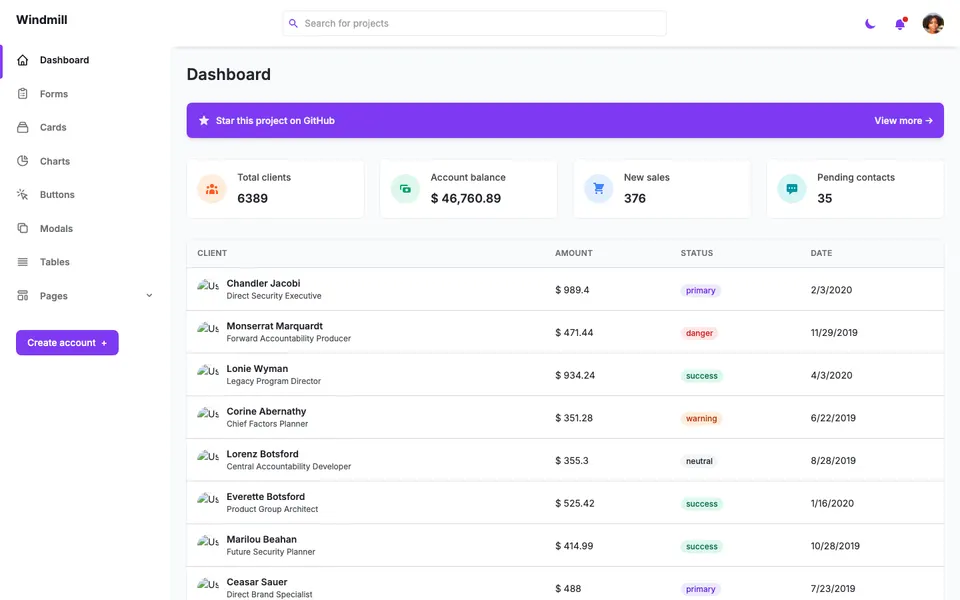 Windmill
Search for projects
Dashboard
Forms
Cards
Charts
Buttons
Modals
Tables
Pages
Create account +
Dashboard
Star this project on GitHub
View more →
Total clients
6389
Account balance
$ 46,760.89
New sales
376
Pending contacts
35
CLIENT AMOUNT STATUS DATE
Us
Chandler Jacobi
Direct Security Executive
$ 989.4 primary 2/3/2020
Us
Monserrat Marquardt
Forward Accountability Producer
$ 471.44 danger 11/29/2019
Us
Lonie Wyman
Legacy Program Director
$ 934.24 success 4/3/2020
Us
Corine Abernathy
Chief Factors Planner
$ 351.28 warning 6/22/2019
Us
Lorenz Botsford
Central Accountability Developer
$ 355.3 neutral 8/28/2019
Us
Everette Botsford
Product Group Architect
$ 525.42 success 1/16/2020
Us
Marilou Beahan
Future Security Planner
$ 414.99 success 10/28/2019
Us
Ceasar Sauer
Direct Brand Specialist
$ 488 primary 7/23/2019